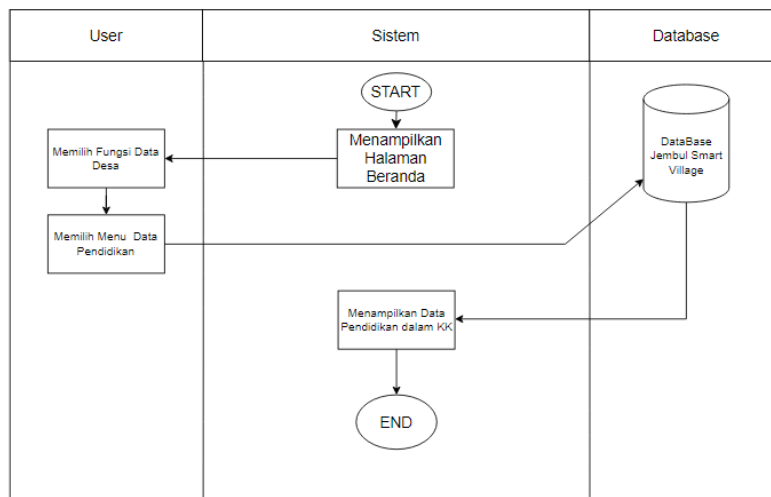 User
Sistem
Database
START
Menampilkan
Halaman
Beranda
Memilih Fungsi Data
Desa
DataBase
Jembul Smart
Village
Memilih Menu Data
Pendidikan
Menampilkan Data
Pendidikan dalam KK
END